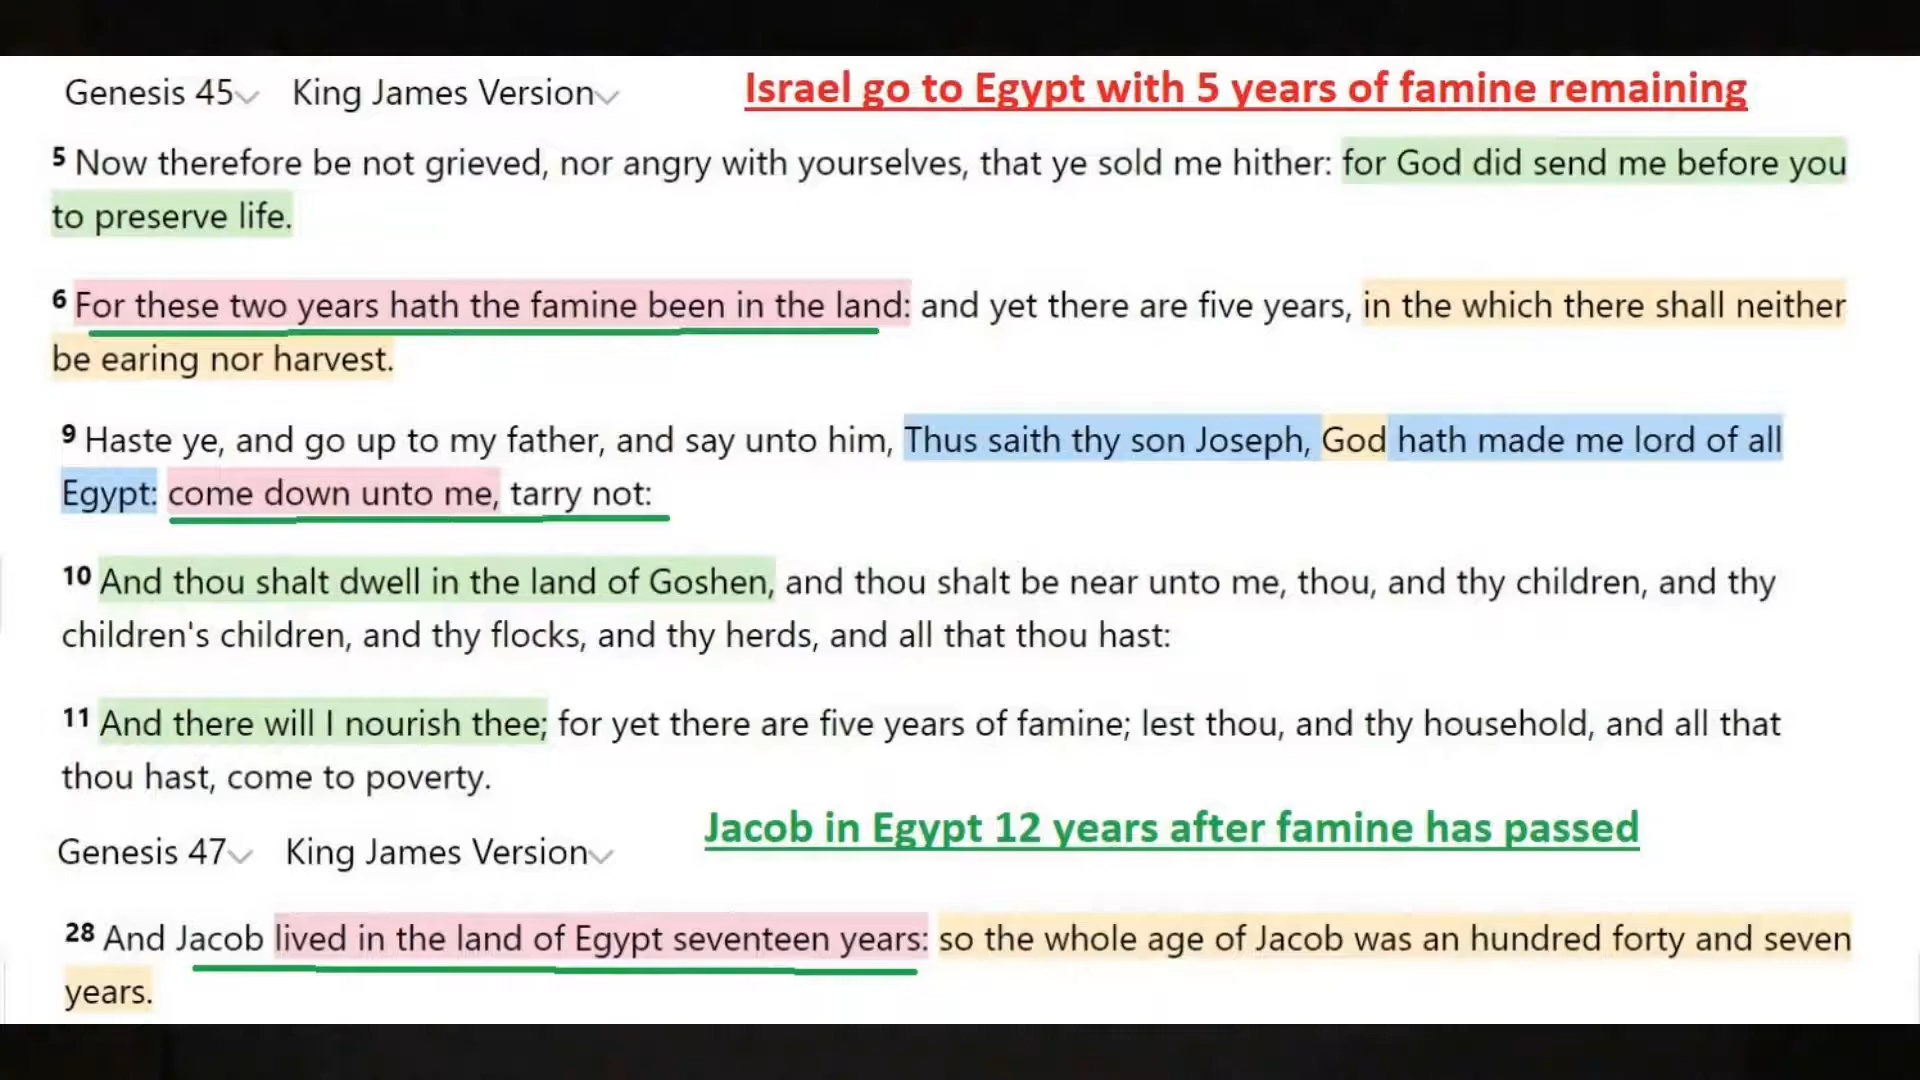 Genesis 45 King James Version Israel go to Egypt with 5 years of famine remaining
5 Now therefore be not grieved, nor angry with yourselves, that ye sold me hither: for God did send me before you
to preserve life.
6 For these two years hath the famine been in the land: and yet there are five years, in the which there shall neither
be earing nor harvest.
9 Haste ye, and go up to my father, and say unto him, Thus saith thy son Joseph, God hath made me lord of all
Egypt: come down unto me, tarry not:
10 And thou shalt dwell in the land of Goshen, and thou shalt be near unto me, thou, and thy children, and thy
children's children, and thy flocks, and thy herds, and all that thou hast:
11 And there will I nourish thee; for yet there are five years of famine; lest thou, and thy household, and all that
thou hast, come to poverty.
Jacob in Egypt 12 years after famine has passed
Genesis 47 King James Version
28 And Jacob lived in the land of Egypt seventeen years: so the whole age of Jacob was an hundred forty and seven
years.